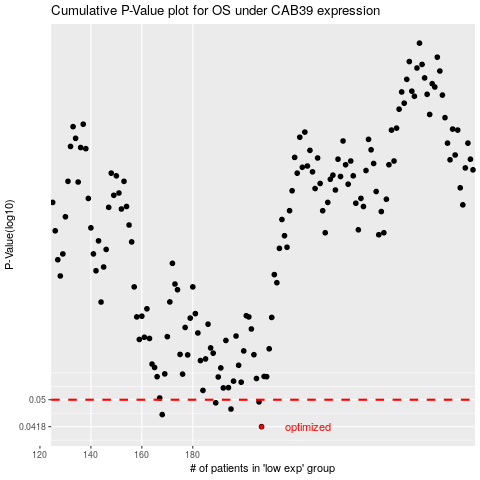 Cumulative P-Value plot for OS under CAB39 expression
P-Value(log10)
0.05
0.0418
optimized
120
140
160
180
# of patients in 'low exp' group